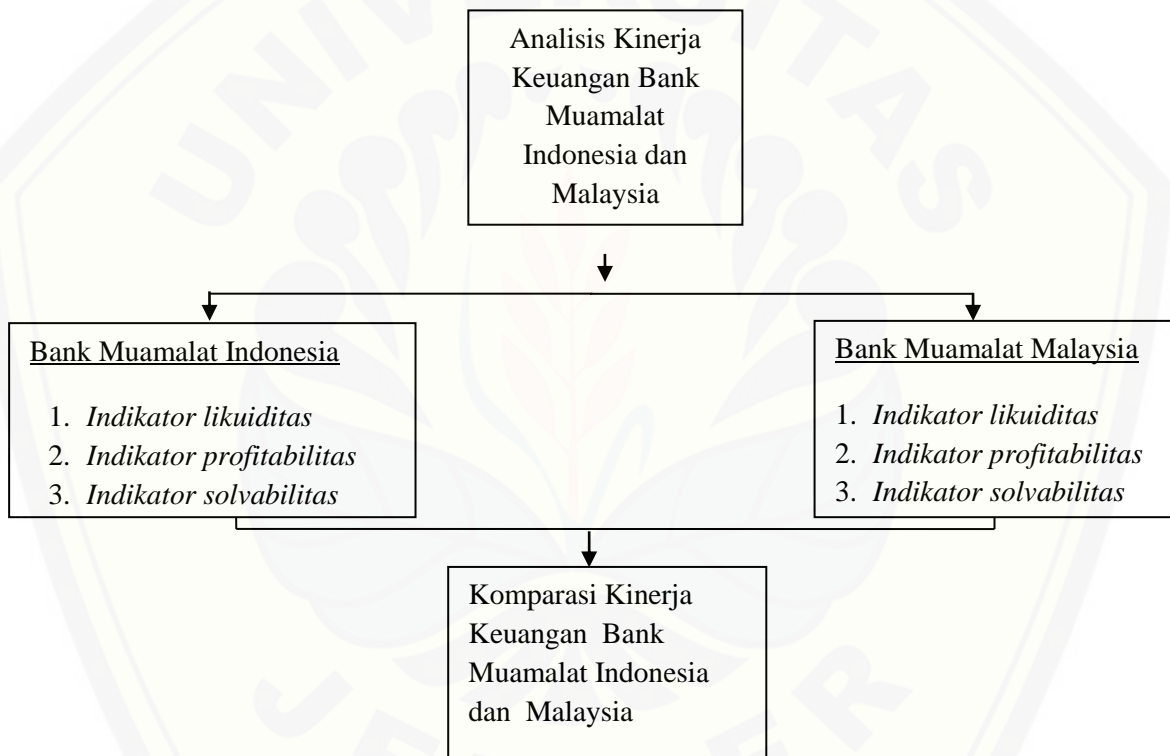 UNIVERSITAS
Analisis Kinerja
Keuangan Bank
Muamalat
Indonesia dan
Malaysia
Bank Muamalat Indonesia
1. Indikator likuiditas
2. Indikator profitabilitas
3. Indikator solvabilitas
Bank Muamalat Malaysia
1. Indikator likuiditas
2. Indikator profitabilitas
3. Indikator solvabilitas
Komparasi Kinerja
Keuangan Bank
Muamalat Indonesia
dan Malaysia
JEMBER